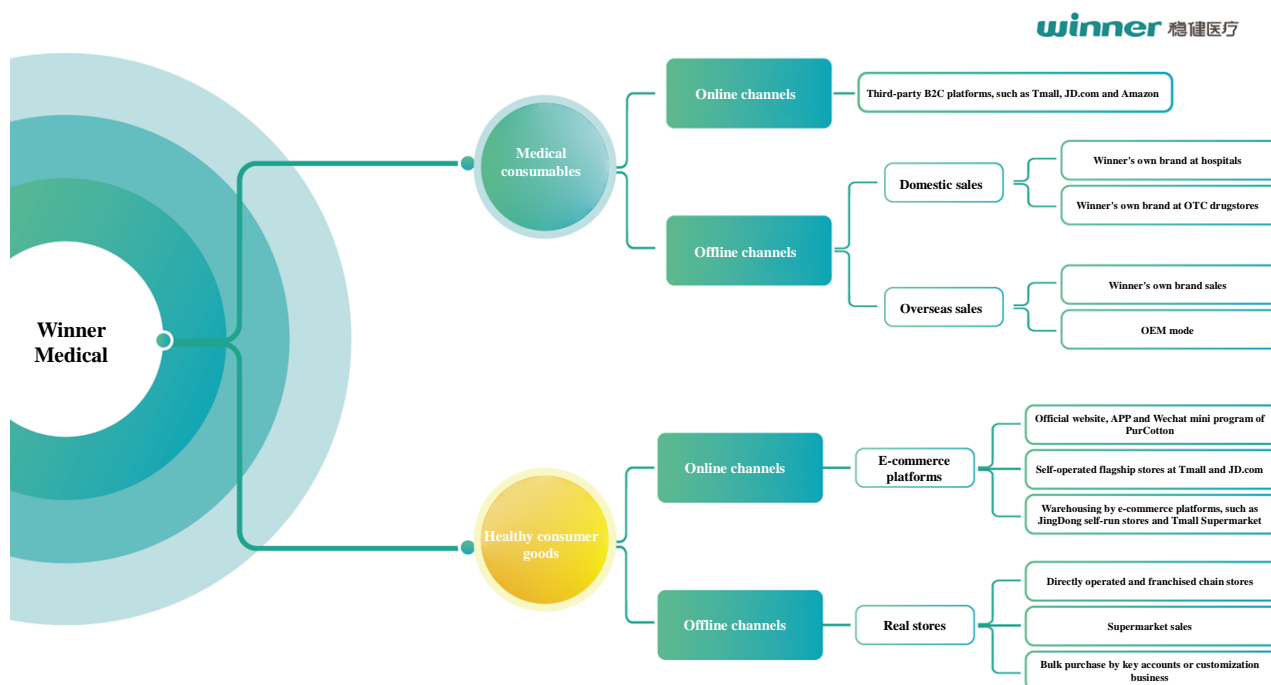 winner 稳健医疗
Third-party B2C platforms, such as Tmall, JD.com and Amazon
Online channels
Medical
consumables
Winner's own brand at hospitals
Domestic sales
Winner's own brand at OTC drugstores
Offline channels
Winner's own brand sales
Overseas sales
OEM mode
Winner
Medical
Official website, APP and Wechat mini program of
PurCotton
Online channels
E-commerce
platforms
Self-operated flagship stores at Tmall and JD.com
Warehousing by e-commerce platforms, such as
JingDong self-run stores and Tmall Supermarket
Healthy consumer
goods
Directly operated and franchised chain stores
Offline channels
Real stores
Supermarket sales
Bulk purchase by key accounts or customization
business